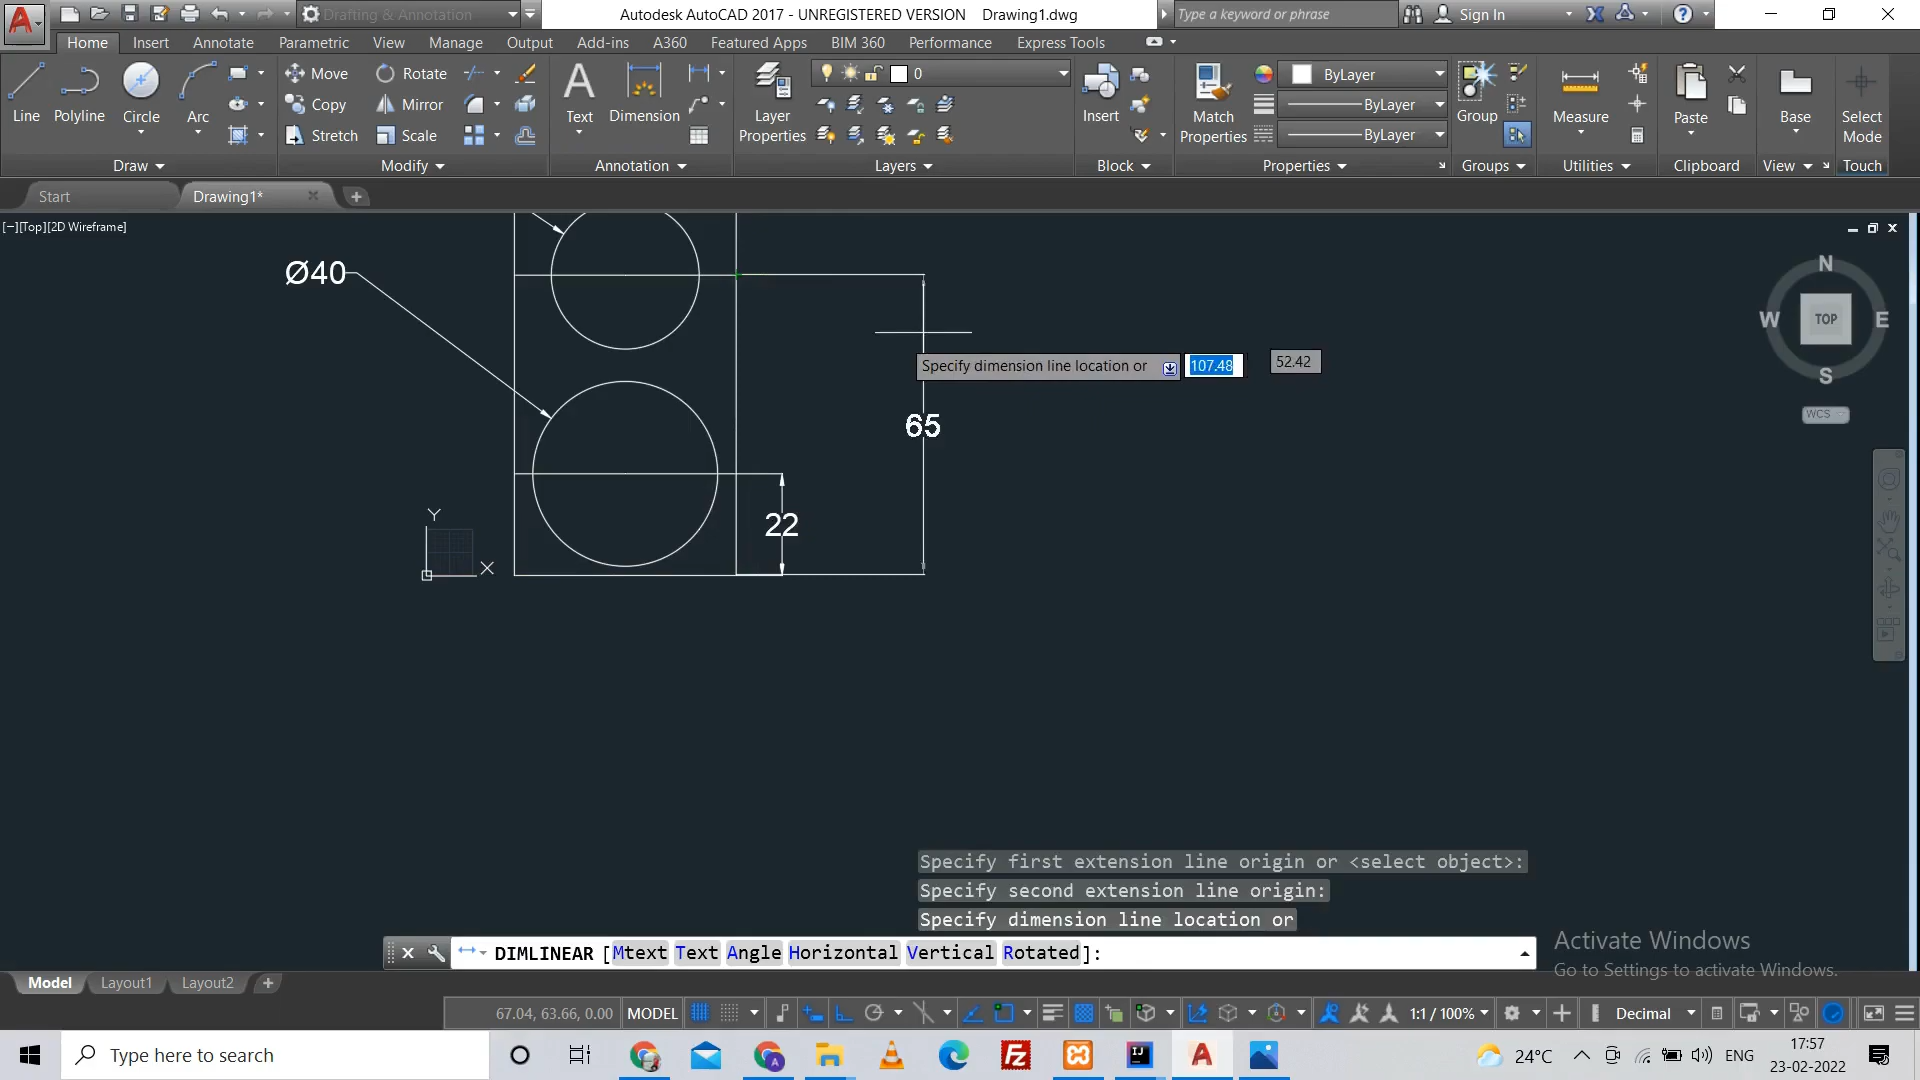 Drafting & Annotation
Autodesk AutoCAD 2017 - UNREGISTERED VERSION Drawing1.dwg
Type a keyword or phrase
Sign In
Home Insert Annotate Parametric View Manage Output Add-ins A360 Featured Apps BIM 360 Performance Express Tools
Line Polyline Circle Arc
Move Rotate
Copy Mirror
Stretch Scale
Text Dimension
Layer Properties
0
Insert
Match Properties
ByLayer
ByLayer
ByLayer
Group Measure Paste Base Select Mode
Draw Modify Annotation Layers Block Properties Groups Utilities Clipboard View Touch
Start Drawing1*
[−][Top][2D Wireframe]
N
W TOP E
S
WCS
Ø40
Specify dimension line location or 107.48 52.42
65
22
Y
X
Specify first extension line origin or <select object>:
Specify second extension line origin:
Specify dimension line location or
DIMLINEAR [Mtext Text Angle Horizontal Vertical Rotated]:
Activate Windows
Go to Settings to activate Windows.
Model Layout1 Layout2
67.04, 63.66, 0.00 MODEL 1:1 / 100% Decimal
Type here to search
24°C ENG
17:57
23-02-2022